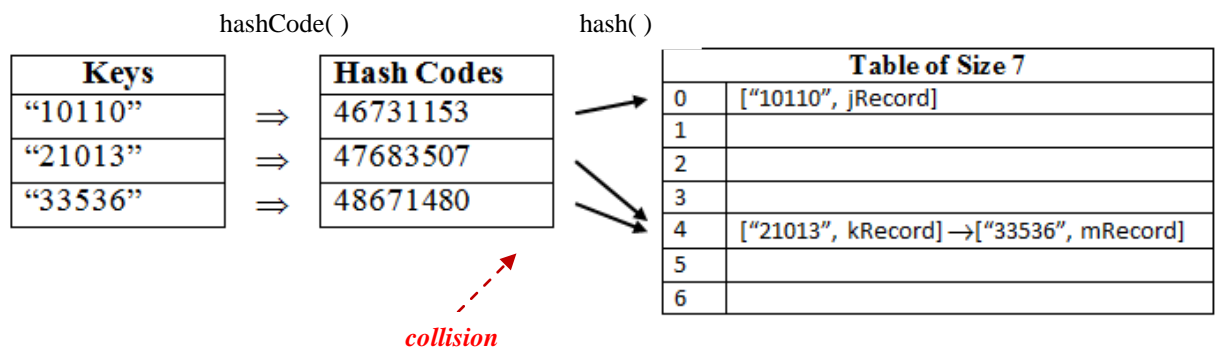 hashCode( ) hash( )
Keys
“10110”
“21013”
“33536”
⇒
⇒
⇒
Hash Codes
46731153
47683507
48671480
Table of Size 7
0 [“10110”, jRecord]
1
2
3
4 [“21013”, kRecord]→[“33536”, mRecord]
5
6
collision